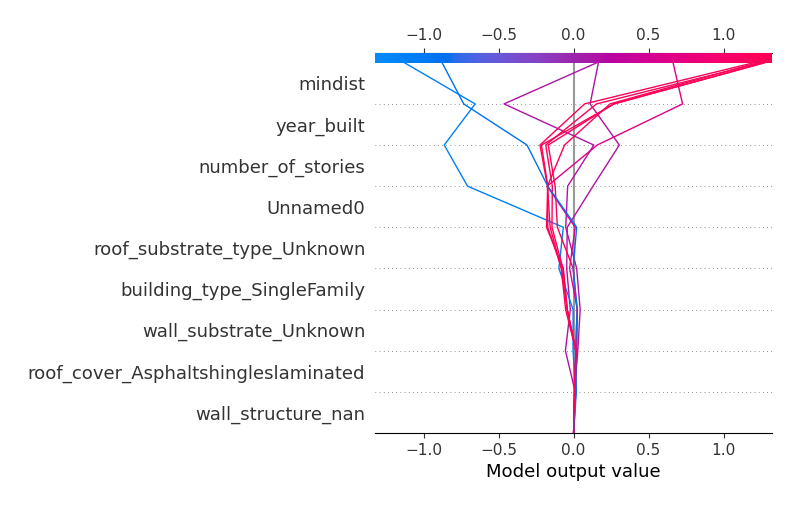 −1.0 −0.5 0.0 0.5 1.0
mindist
year_built
number_of_stories
Unnamed0
roof_substrate_type_Unknown
building_type_SingleFamily
wall_substrate_Unknown
roof_cover_Asphaltshingleslaminated
wall_structure_nan
−1.0 −0.5 0.0 0.5 1.0
Model output value